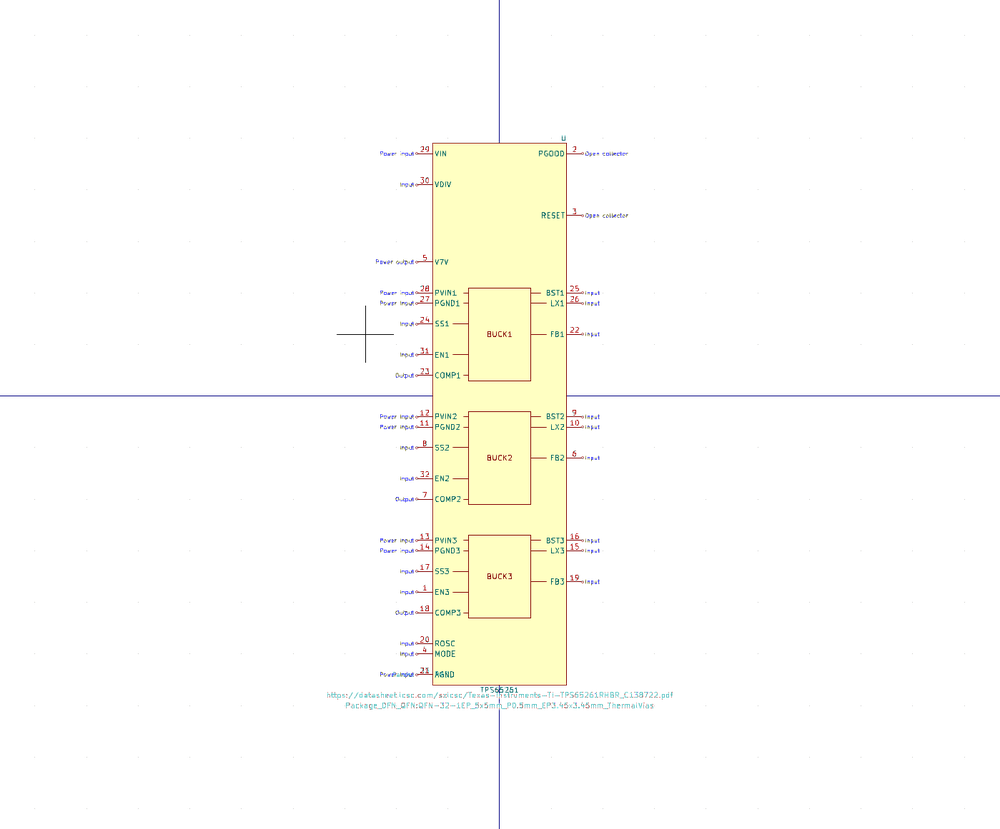 U
Power input 29 VIN PGOOD 2 Open collector
Input 30 VDIV
RESET 3 Open collector
Power output 5 V7V
Power input 28 PVIN1 BST1 25 Input
Power input 27 PGND1 LX1 26 Input
Input 24 SS1
BUCK1 FB1 22 Input
Input 31 EN1
Output 23 COMP1
Power input 12 PVIN2 BST2 9 Input
Power input 11 PGND2 LX2 10 Input
Input 8 SS2
BUCK2 FB2 6 Input
Input 32 EN2
Output 7 COMP2
Power input 13 PVIN3 BST3 16 Input
Power input 14 PGND3 LX3 15 Input
Input 17 SS3
BUCK3 FB3 19 Input
Input 1 EN3
Output 18 COMP3
Input 20 ROSC
Input 4 MODE
21 AGND
TPS65261
https://datasheet.lcsc.com/szlcsc/Texas-Instruments-TI-TPS65261RHBR_C138722.pdf
Package_DFN_QFN:QFN-32-1EP_5x5mm_P0.5mm_EP3.45x3.45mm_ThermalVias